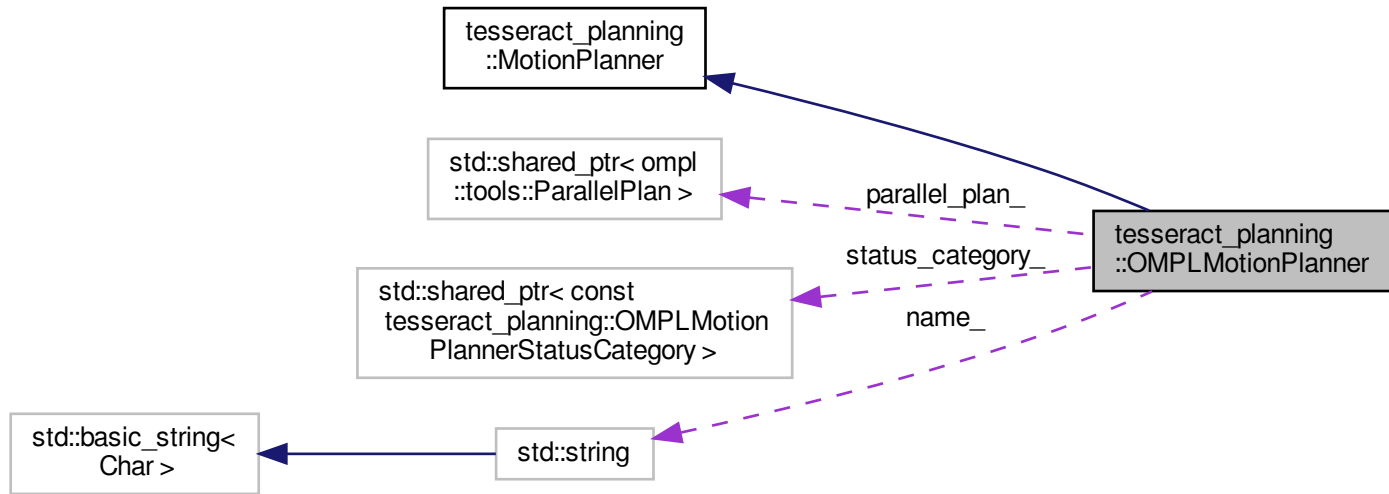 tesseract_planning
::MotionPlanner
std::shared_ptr< ompl
::tools::ParallelPlan >
parallel_plan_
tesseract_planning
::OMPLMotionPlanner
status_category_
std::shared_ptr< const
tesseract_planning::OMPLMotion
PlannerStatusCategory >
name_
std::basic_string<
Char >
std::string